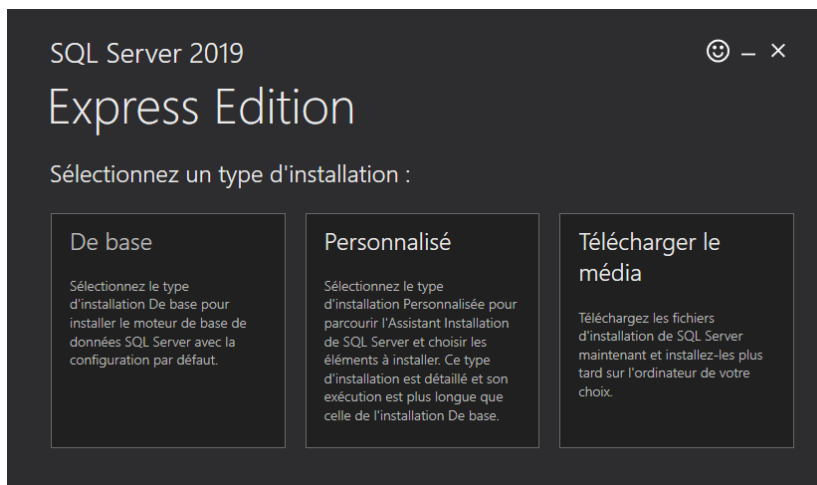 SQL Server 2019
Express Edition
Sélectionnez un type d'installation :
De base
Sélectionnez le type
d'installation De base pour
installer le moteur de base de
données SQL Server avec la
configuration par défaut.
Personnalisé
Sélectionnez le type
d'installation Personnalisée pour
parcourir l'Assistant Installation
de SQL Server et choisir les
éléments à installer. Ce type
d'installation est détaillé et son
exécution est plus longue que
celle de l'installation De base.
Télécharger le
média
Téléchargez les fichiers
d'installation de SQL Server
maintenant et installez-les plus
tard sur l'ordinateur de votre
choix.